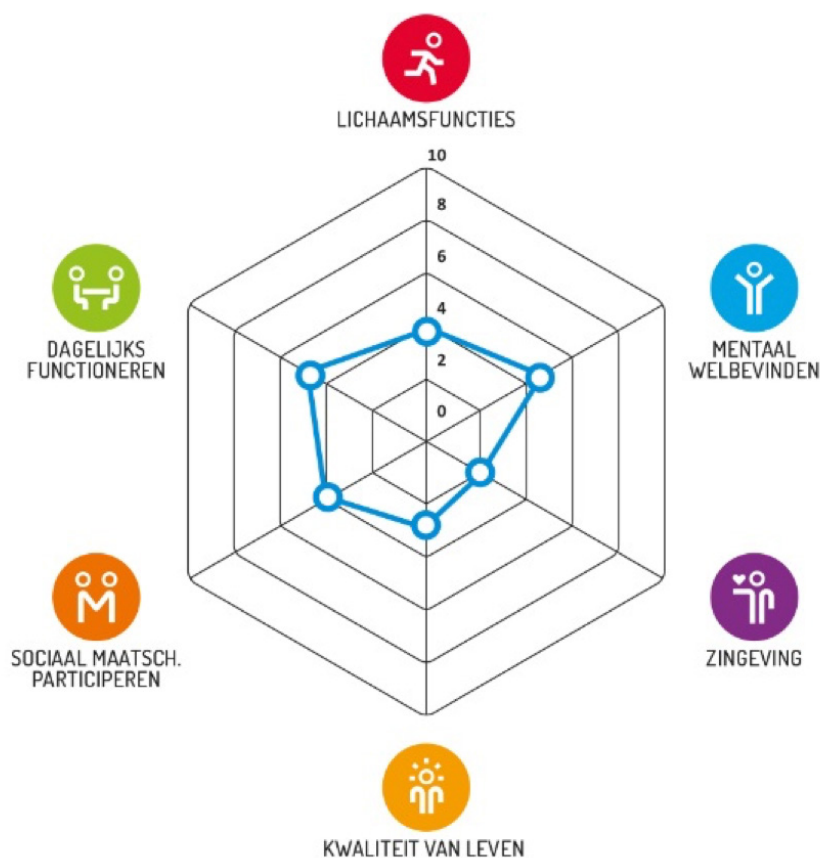 LICHAAMSFUNCTIES
10
8
6
4
2
0
DAGELIJKS
FUNCTIONEREN
MENTAAL
WELBEVINDEN
SOCIAAL MAATSCH.
PARTICIPEREN
ZINGEVING
KWALITEIT VAN LEVEN